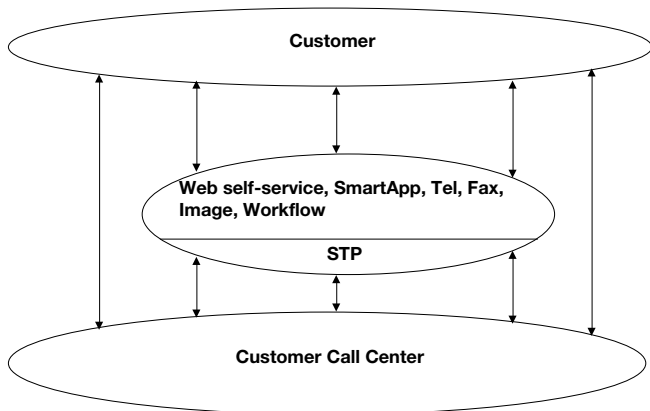 Customer
Web self-service, SmartApp, Tel, Fax,
Image, Workflow
STP
Customer Call Center